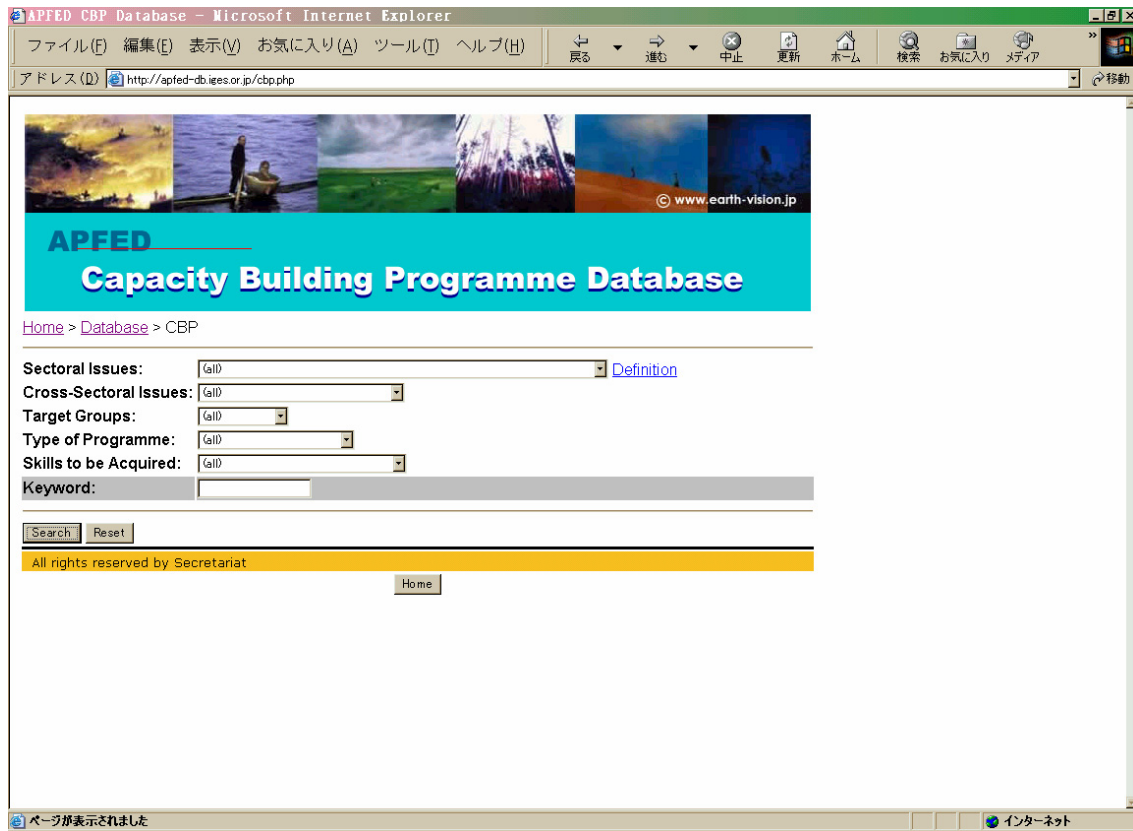 APFED CBP Database - Microsoft Internet Explorer
ファイル(F) 編集(E) 表示(V) お気に入り(A) ツール(T) ヘルプ(H) 戻る 進む 中止 更新 ホーム 検索 お気に入り メディア »
アドレス(D) http://apfed-db.iges.or.jp/cbp.php 移動
© www.earth-vision.jp
APFED
Capacity Building Programme Database
Home > Database > CBP
Sectoral Issues: (all) Definition
Cross-Sectoral Issues: (all)
Target Groups: (all)
Type of Programme: (all)
Skills to be Acquired: (all)
Keyword:
Search Reset
All rights reserved by Secretariat
Home
ページが表示されました インターネット